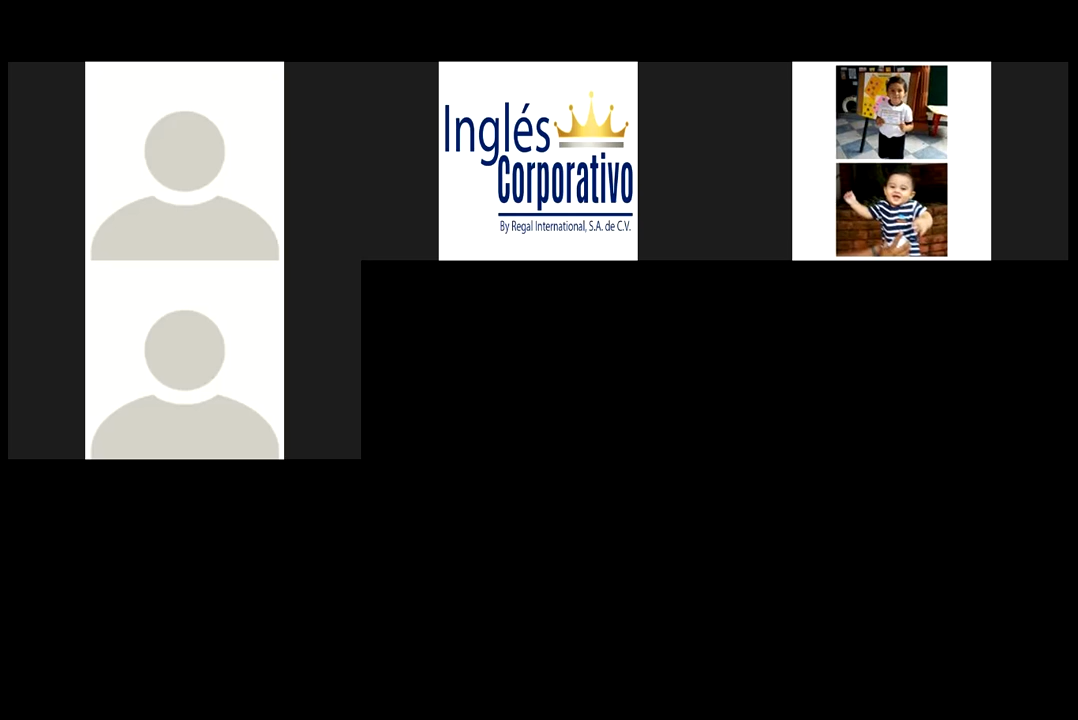 Inglés
Corporativo
By Regal International, S.A. de C.V.